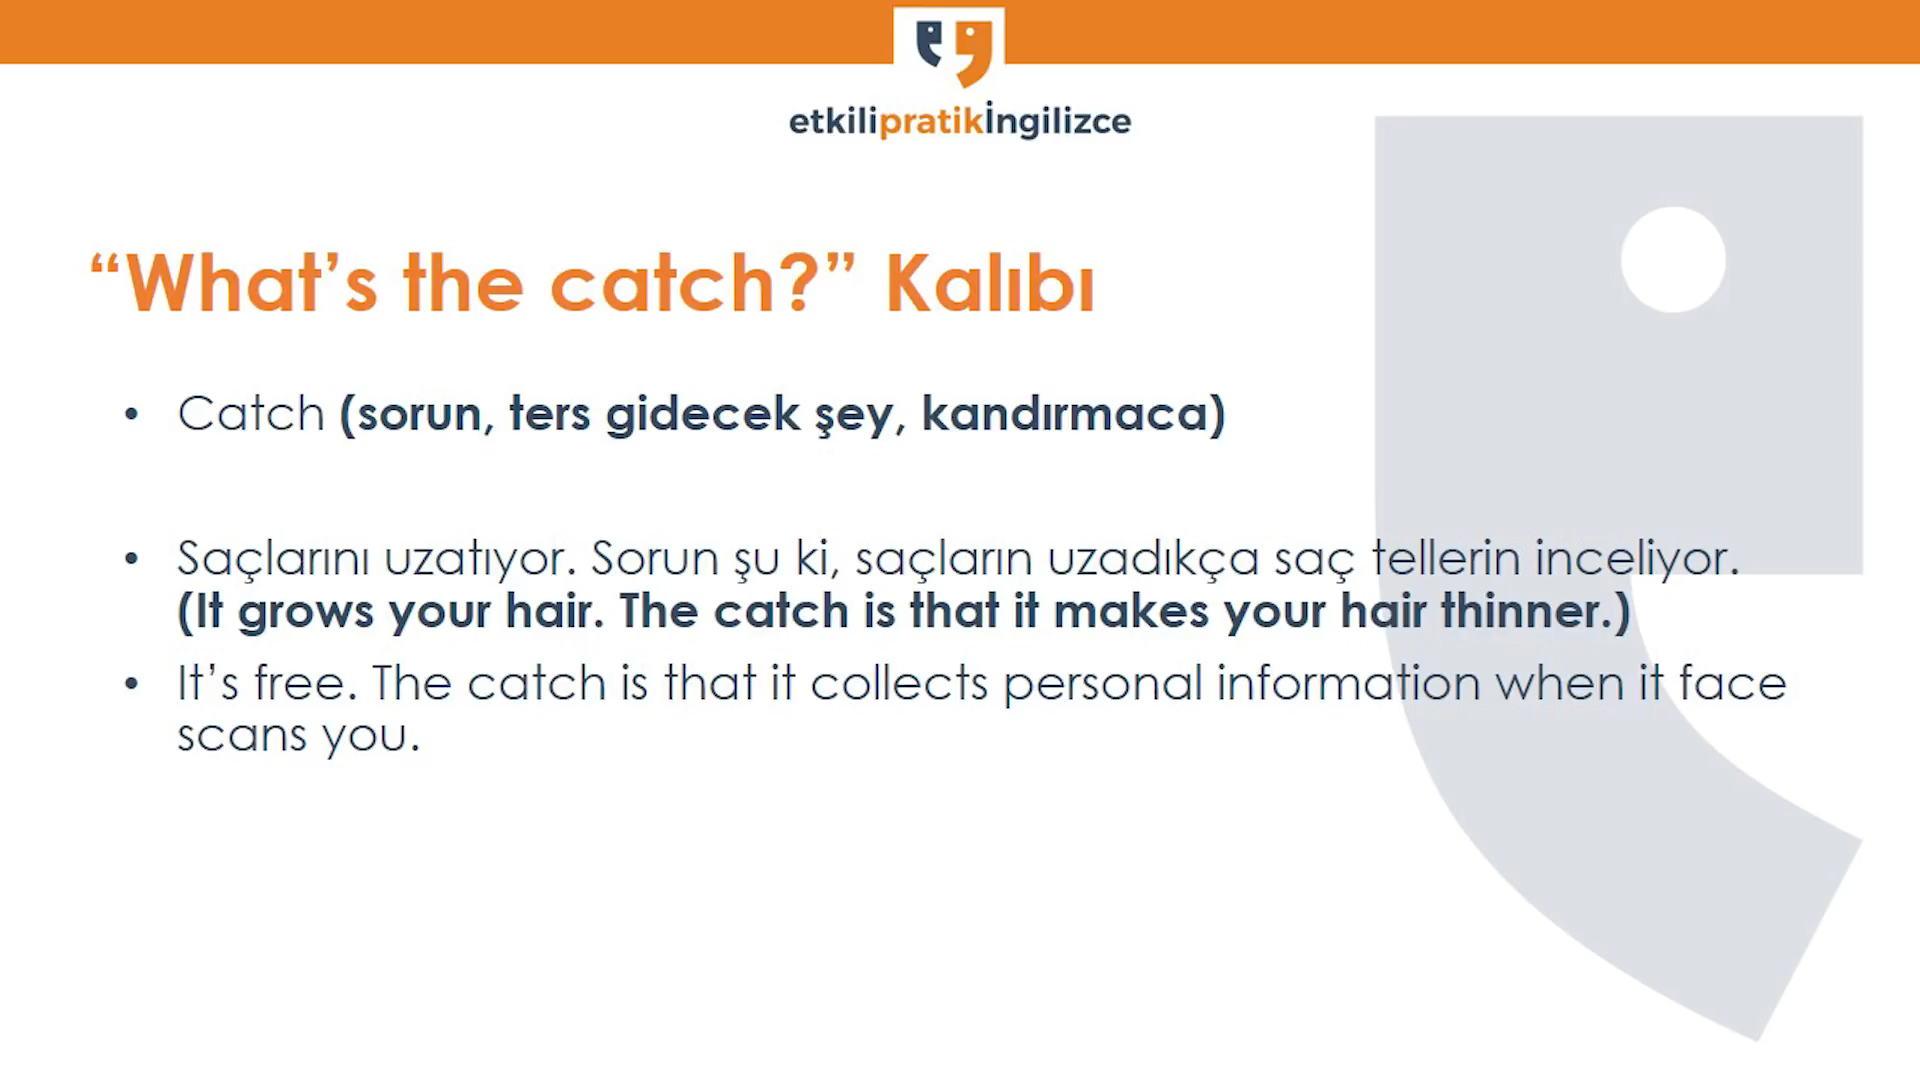 etkilipratikİngilizce
“What’s the catch?” Kalıbı
• Catch (sorun, ters gidecek şey, kandırmaca)
• Saçlarını uzatıyor. Sorun şu ki, saçların uzadıkça saç tellerin inceliyor.
(It grows your hair. The catch is that it makes your hair thinner.)
• It’s free. The catch is that it collects personal information when it face
scans you.